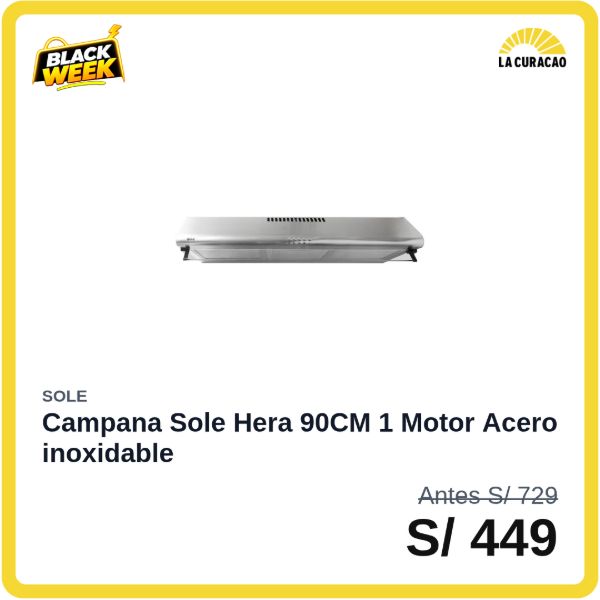 BLACK
WEEK
LA CURACAO
SOLE
Campana Sole Hera 90CM 1 Motor Acero
inoxidable
Antes S/ 729
S/ 449